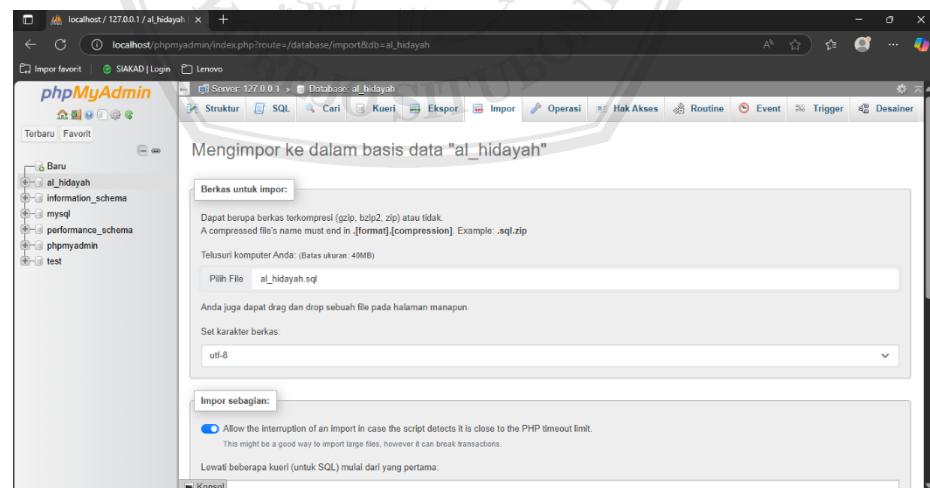 localhost / 127.0.0.1 / al_hidayah
localhost/phpmyadmin/index.php?route=/database/import&db=al_hidayah
Impor favorit
SIAKAD | Login
Lenovo
phpMyAdmin
Terbaru Favorit
Baru
al_hidayah
information_schema
mysql
performance_schema
phpmyadmin
test
Server: 127.0.0.1 » Database: al_hidayah
Struktur SQL Cari Kueri Ekspor Impor Operasi Hak Akses Routine Event Trigger Desainer
Mengimpor ke dalam basis data "al_hidayah"
Berkas untuk impor:
Dapat berupa berkas terkompresi (gzip, bzip2, zip) atau tidak.
A compressed file's name must end in .[format].[compression]. Example: .sql.zip
Telusuri komputer Anda: (Batas ukuran: 40MB)
Pilih File al_hidayah.sql
Anda juga dapat drag dan drop sebuah file pada halaman manapun.
Set karakter berkas:
utf-8
Impor sebagian:
Allow the interruption of an import in case the script detects it is close to the PHP timeout limit.
This might be a good way to import large files, however it can break transactions.
Lewati beberapa kueri (untuk SQL) mulai dari yang pertama:
Konsol